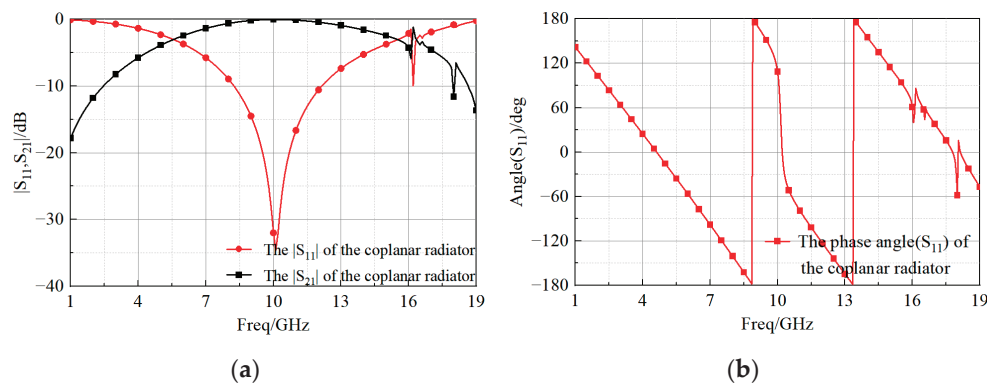 |S11,S21|/dB
0
-10
-20
-30
-40
The |S11| of the coplanar radiator
The |S21| of the coplanar radiator
1 4 7 10 13 16 19
Freq/GHz
(a)
Angle(S11)/deg
180
120
60
0
-60
-120
-180
The phase angle(S11) of
the coplanar radiator
1 4 7 10 13 16 19
Freq/GHz
(b)